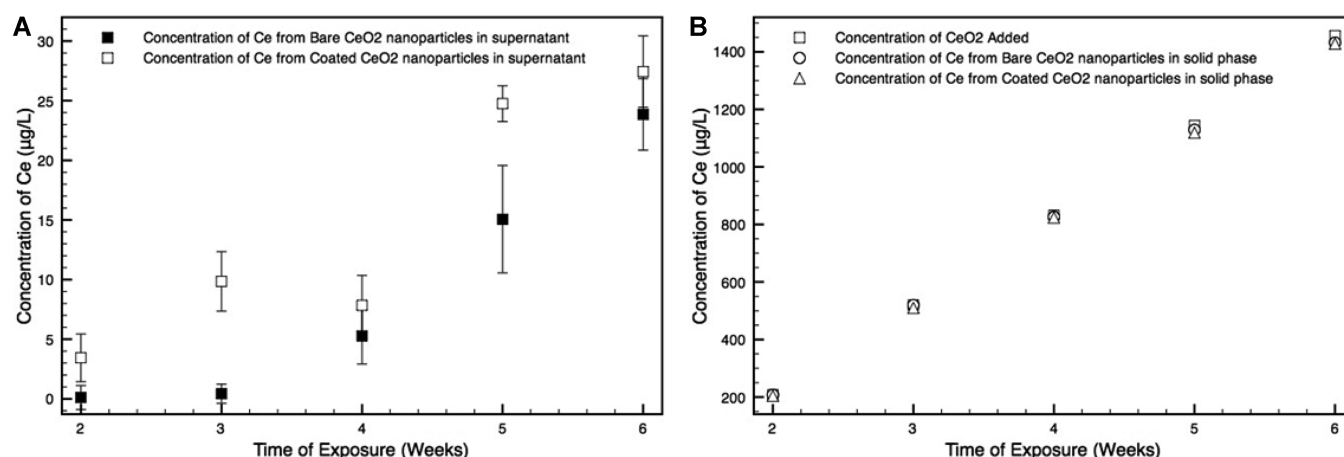 A
Concentration of Ce from Bare CeO2 nanoparticles in supernatant
Concentration of Ce from Coated CeO2 nanoparticles in supernatant
Concentration of Ce (µg/L)
30
25
20
15
10
5
0
2 3 4 5 6
Time of Exposure (Weeks)
B
Concentration of CeO2 Added
Concentration of Ce from Bare CeO2 nanoparticles in solid phase
Concentration of Ce from Coated CeO2 nanoparticles in solid phase
Concentration of Ce (µg/L)
1400
1200
1000
800
600
400
200
2 3 4 5 6
Time of Exposure (Weeks)